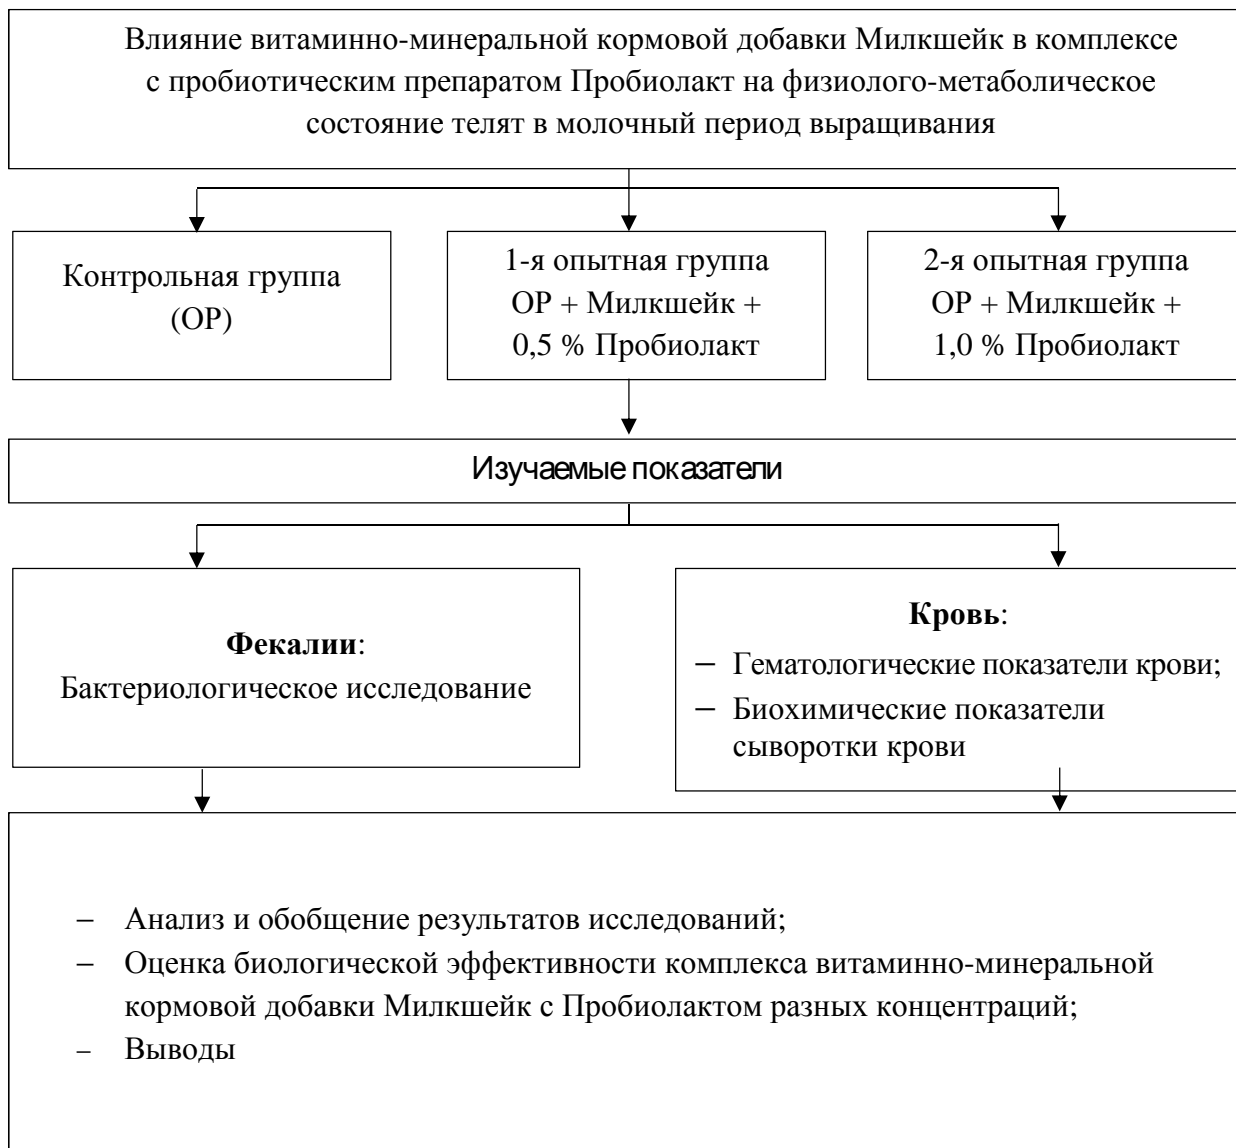 Влияние витаминно-минеральной кормовой добавки Милкшейк в комплексе
с пробиотическим препаратом Пробиолакт на физиолого-метаболическое
состояние телят в молочный период выращивания
Контрольная группа
(ОР)
1-я опытная группа
ОР + Милкшейк +
0,5 % Пробиолакт
2-я опытная группа
ОР + Милкшейк +
1,0 % Пробиолакт
Изучаемые показатели
Фекалии:
Бактериологическое исследование
Кровь:
– Гематологические показатели крови;
– Биохимические показатели
сыворотки крови
– Анализ и обобщение результатов исследований;
– Оценка биологической эффективности комплекса витаминно-минеральной
кормовой добавки Милкшейк с Пробиолактом разных концентраций;
– Выводы